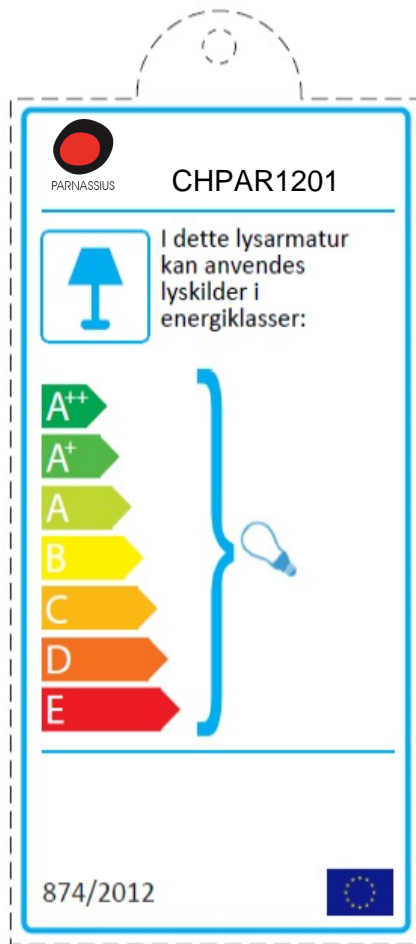 PARNASSIUS
CHPAR1201
I dette lysarmatur
kan anvendes
lyskilder i
energiklasser:
A++
A+
A
B
C
D
E
874/2012